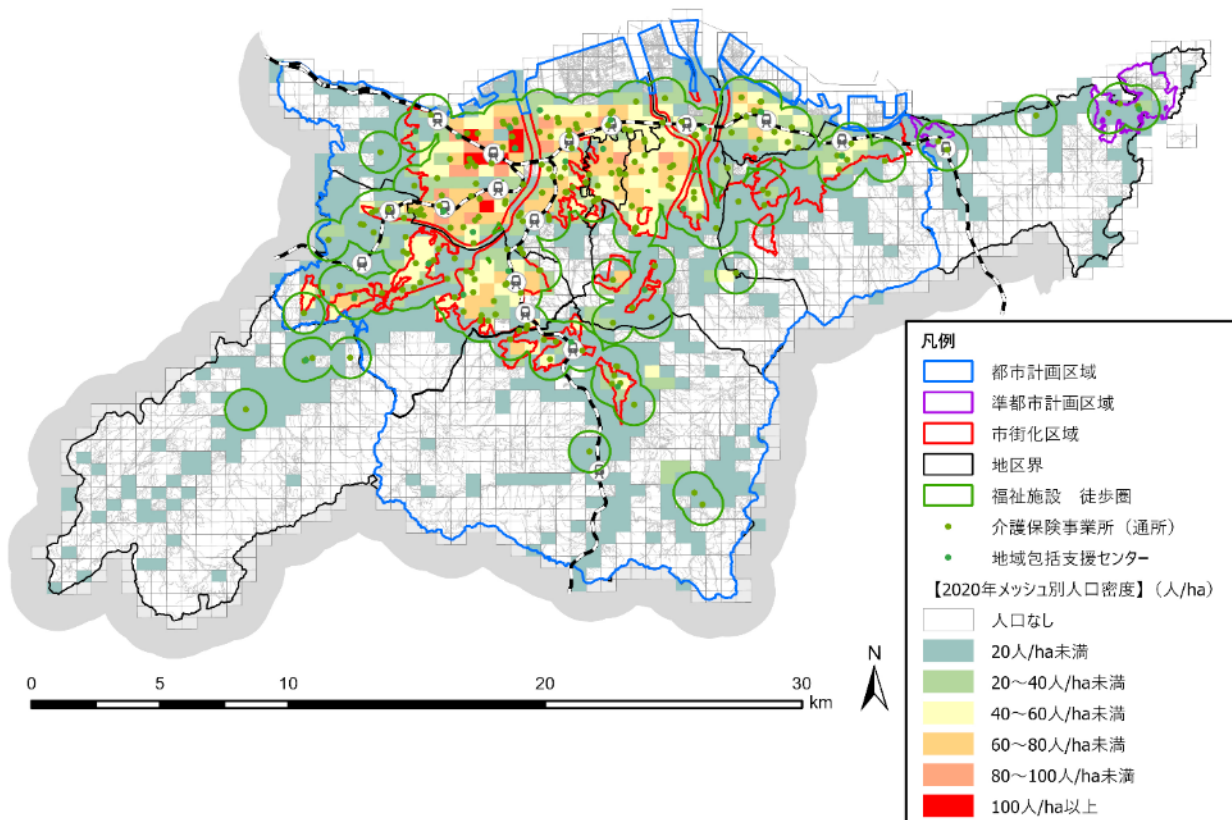 凡例
都市計画区域
準都市計画区域
市街化区域
地区界
福祉施設 徒歩圏
介護保険事業所(通所)
地域包括支援センター
【2020年メッシュ別人口密度】(人/ha)
人口なし
20人/ha未満
20~40人/ha未満
40~60人/ha未満
60~80人/ha未満
80~100人/ha未満
100人/ha以上
N
0 5 10 20 30
km